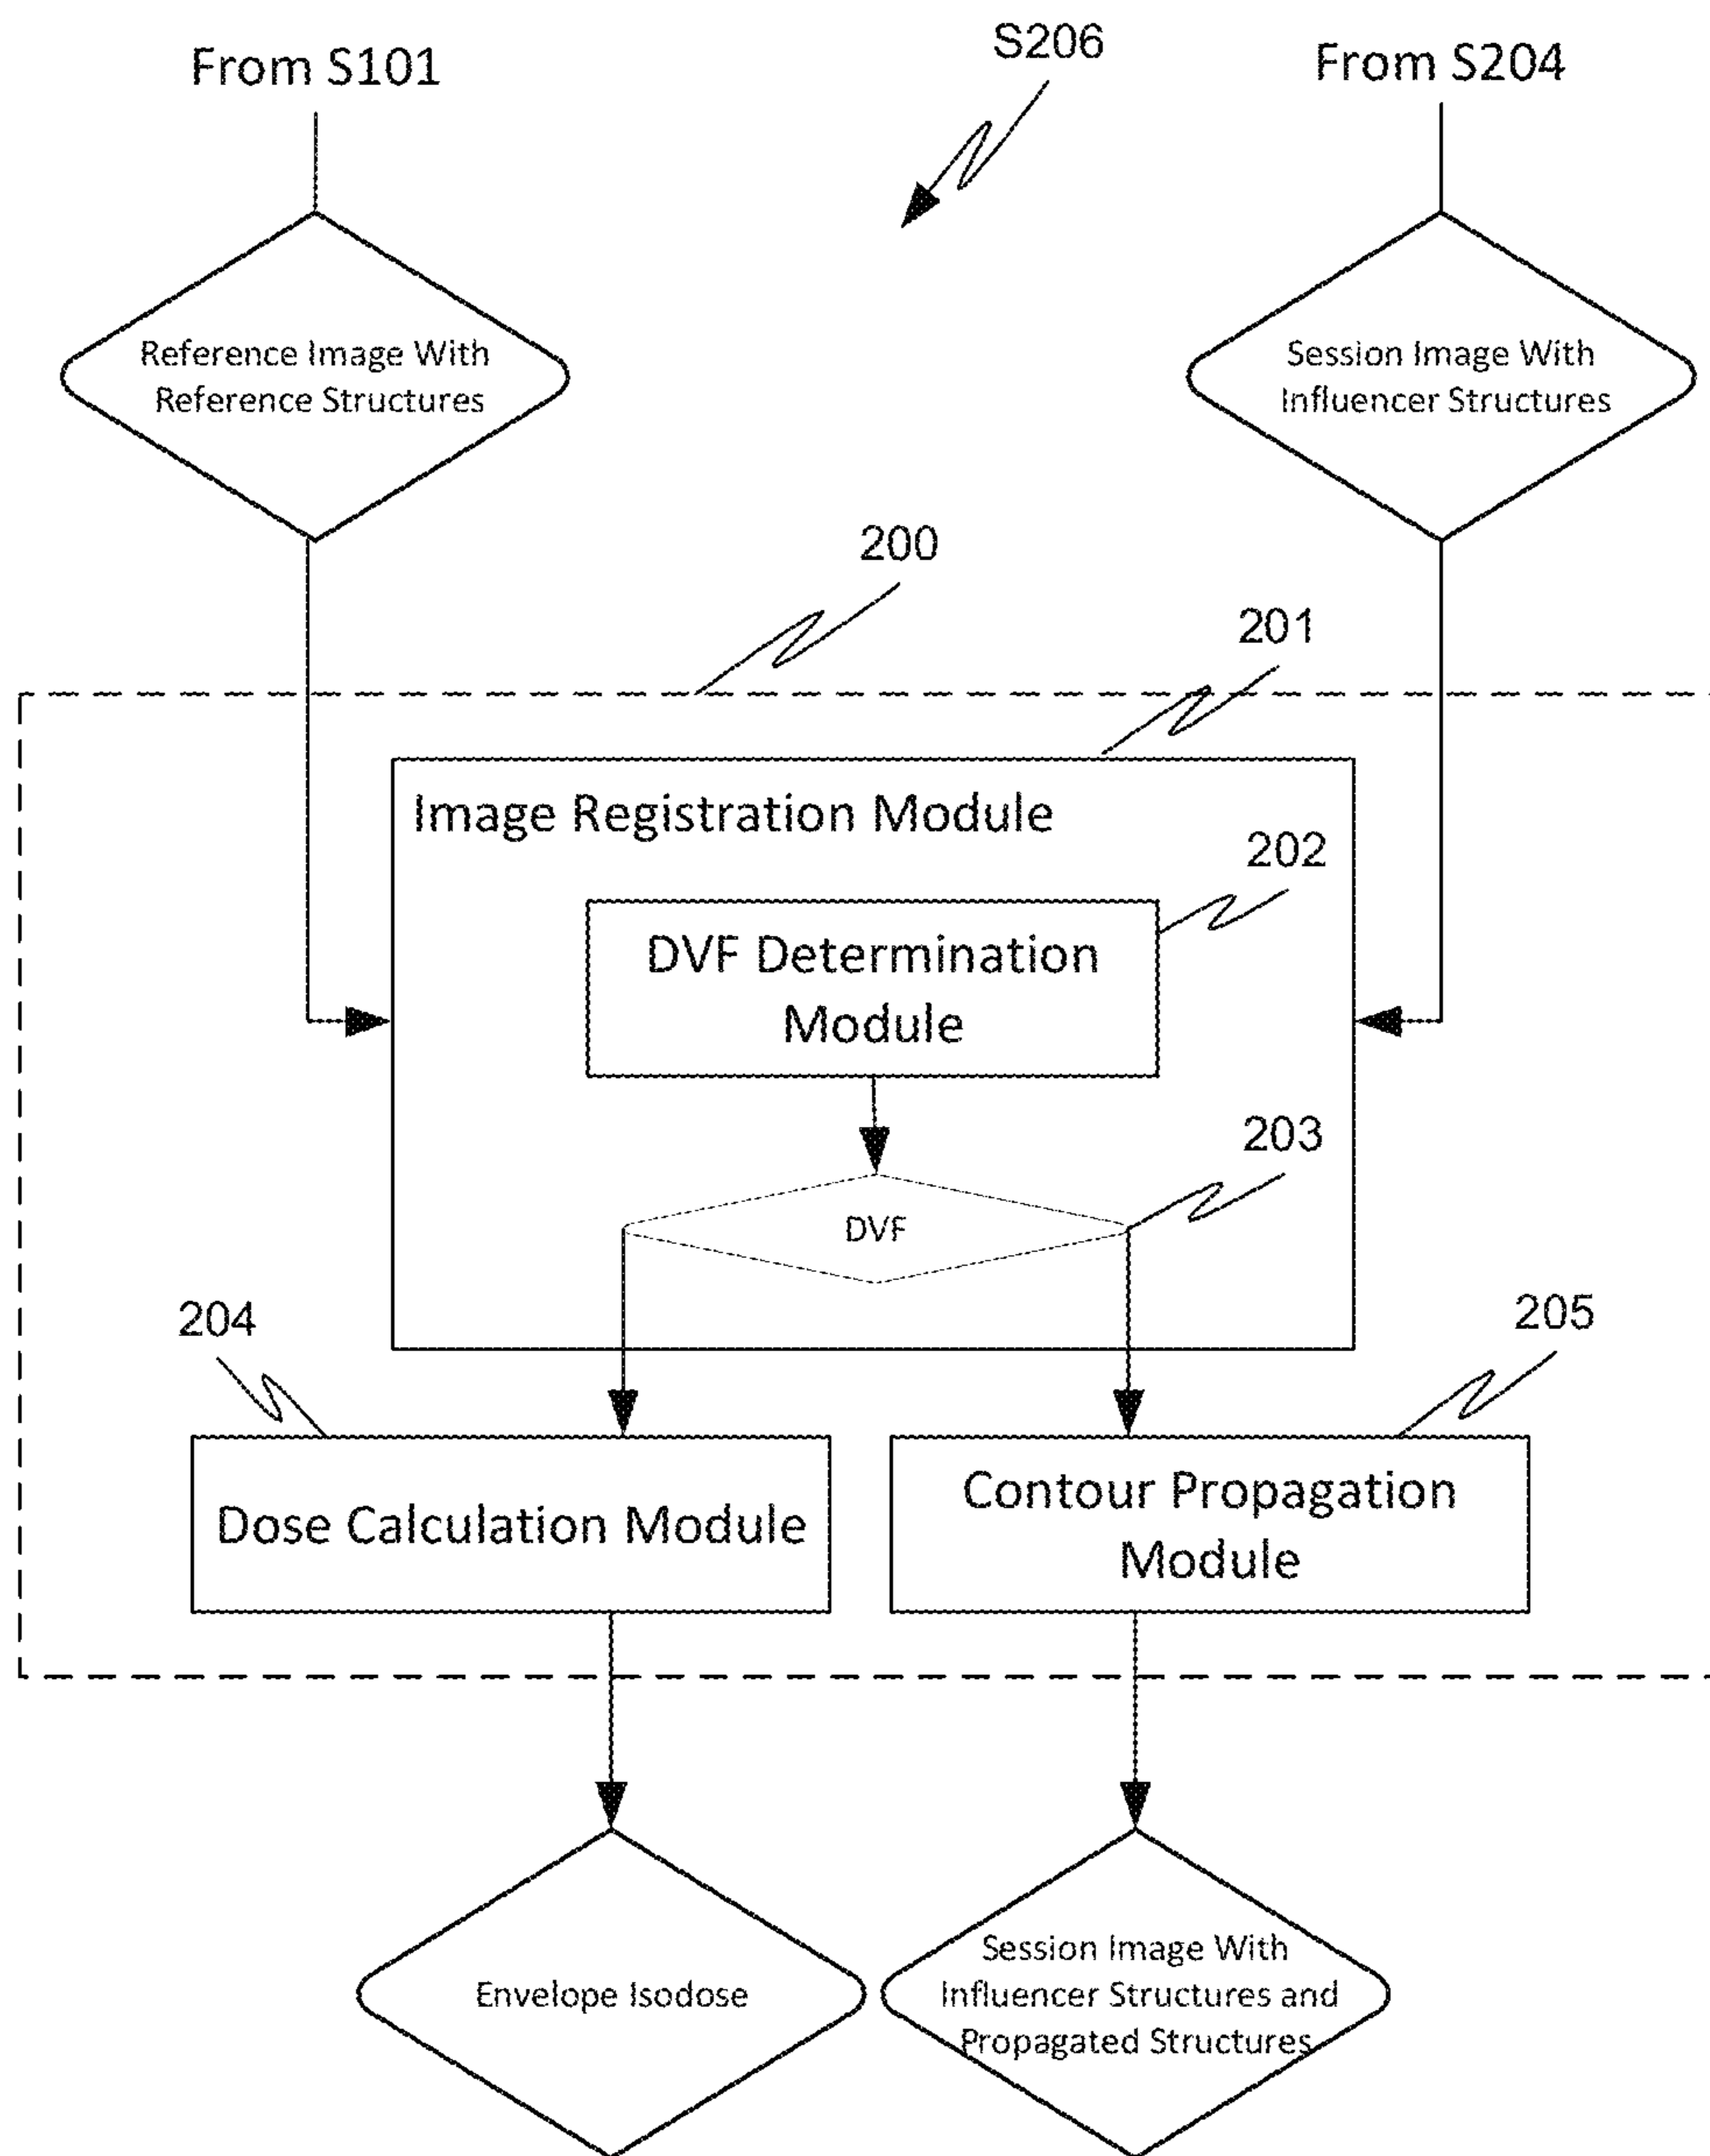 S206
From S101
From S204
Reference Image With
Reference Structures
Session Image With
Influencer Structures
200
201
Image Registration Module
202
DVF Determination
Module
203
DVF
204
205
Dose Calculation Module
Contour Propagation
Module
Envelope Isodose
Session Image With
Influencer Structures and
Propagated Structures